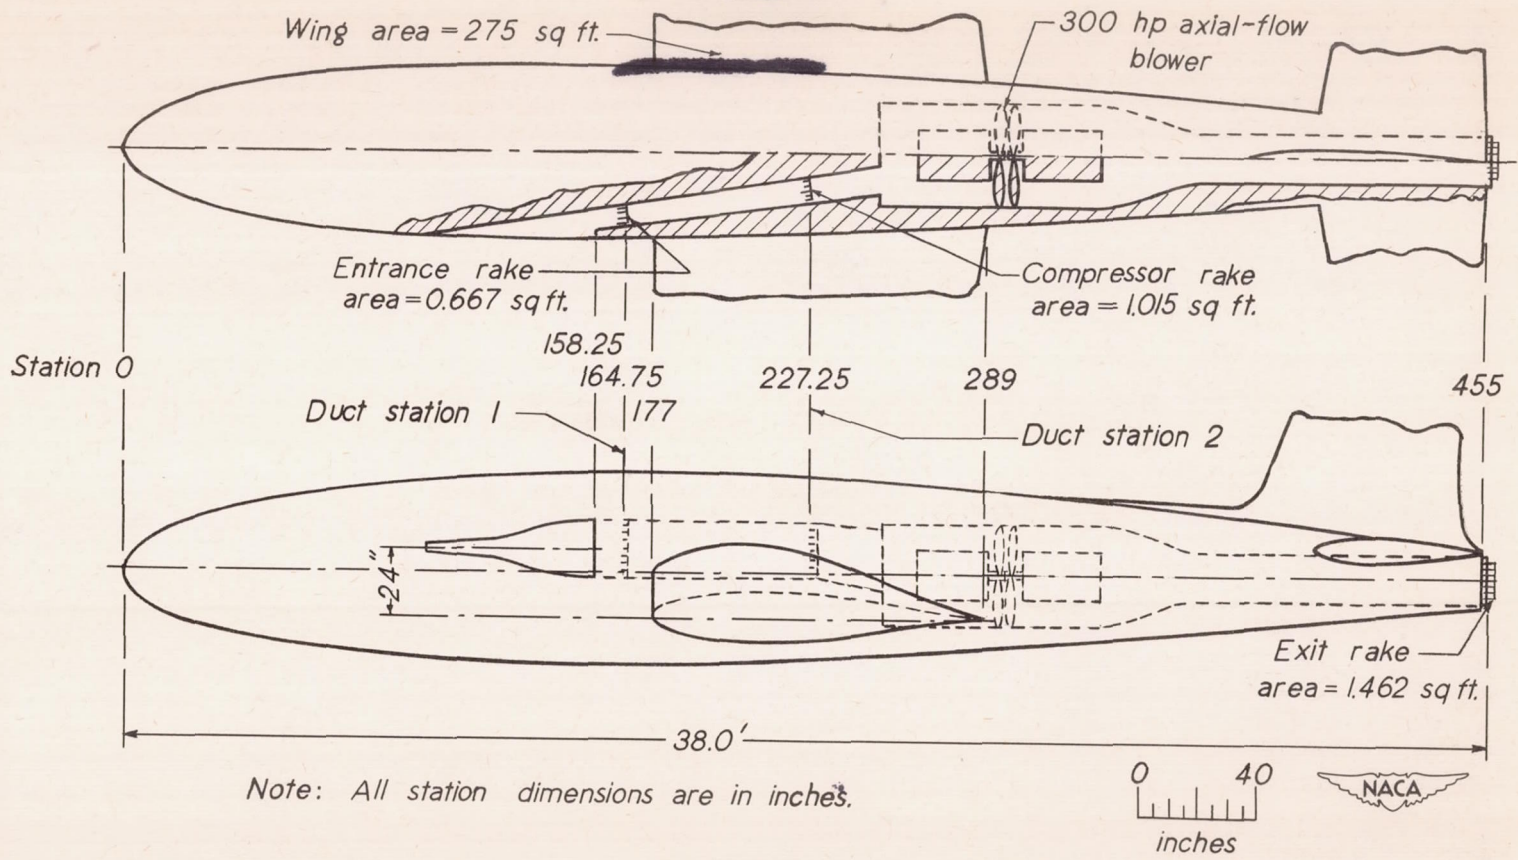 Wing area = 275 sq ft.
300 hp axial-flow
blower
Entrance rake
area = 0.667 sq ft.
Compressor rake
area = 1.015 sq ft.
158.25
Station 0
164.75
227.25
289
455
Duct station 1
177
Duct station 2
24"
Exit rake
area = 1.462 sq ft.
38.0'
Note: All station dimensions are in inches.
0 40
inches
NACA